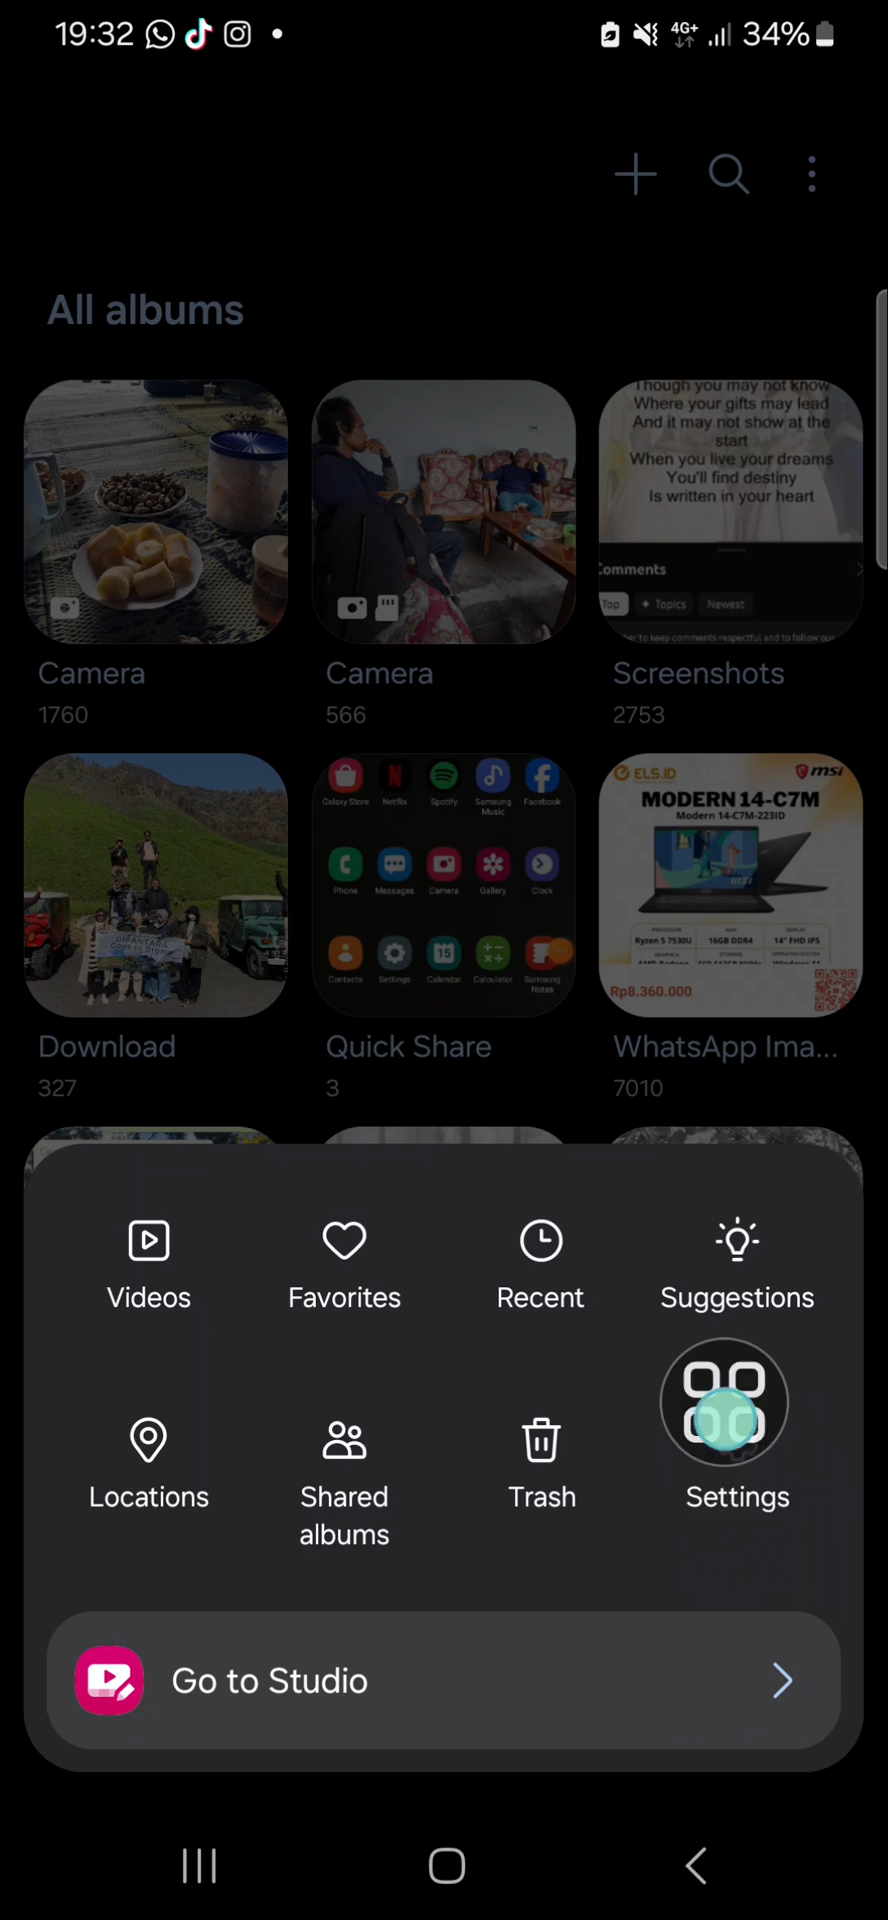 19:32
4G+
34%
All albums
Though you may not know
Where your gifts may lead
And it may not show at the
start
When you live your dreams
You'll find destiny
Is written in your heart
Comments
Top
Topics
Newest
Camera
1760
Camera
566
Screenshots
2753
Galaxy Store
Netflix
Spotify
Samsung
Music
Facebook
Phone
Messages
Camera
Gallery
Clock
Contacts
Settings
15
Calendar
Calculator
Samsung
Notes
ELS.ID
msi
MODERN 14-C7M
Modern 14-C7M-223ID
PROCESSOR
RAM
DISPLAY
Ryzen 5 7530U
16GB DDR4
14" FHD IPS
Rp8.360.000
Download
327
Quick Share
3
WhatsApp Ima...
7010
Videos
Favorites
Recent
Suggestions
Locations
Shared
albums
Trash
Settings
Go to Studio